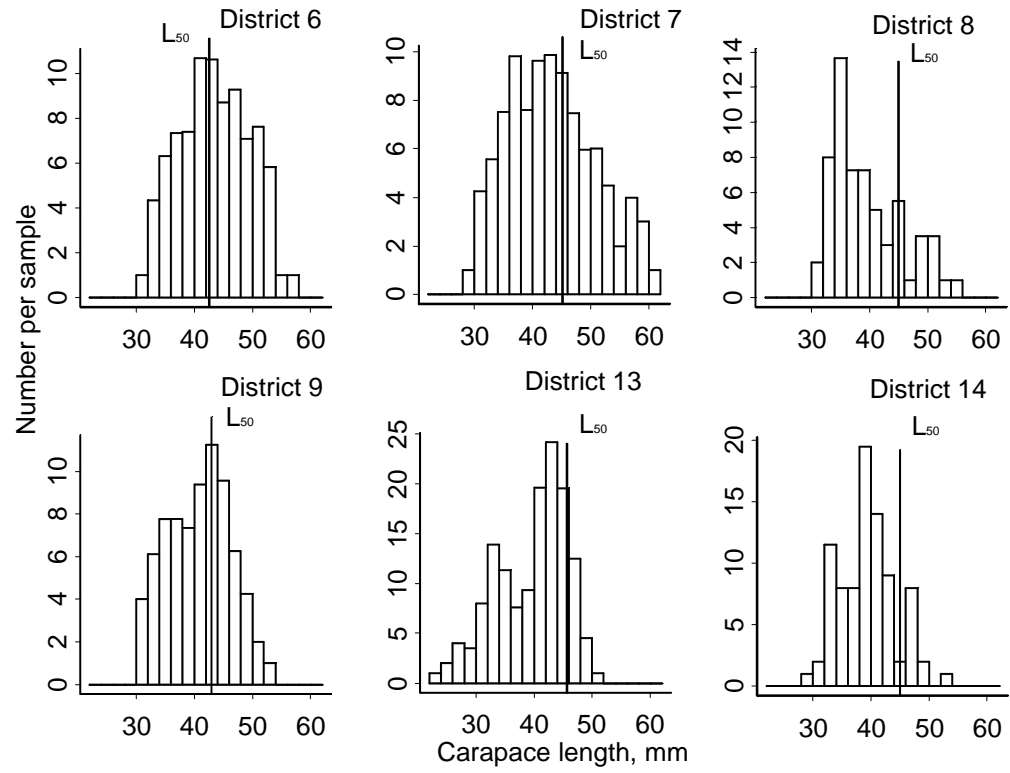 District 6
L50
0 2 4 6 8 10
30 40 50 60
District 7
L50
0 2 4 6 8 10
30 40 50 60
District 8
L50
0 2 4 6 8 10 12 14
30 40 50 60
Number per sample
District 9
L50
0 2 4 6 8 10
30 40 50 60
District 13
L50
0 5 10 15 20 25
30 40 50 60
District 14
L50
0 5 10 15 20
30 40 50 60
Carapace length, mm